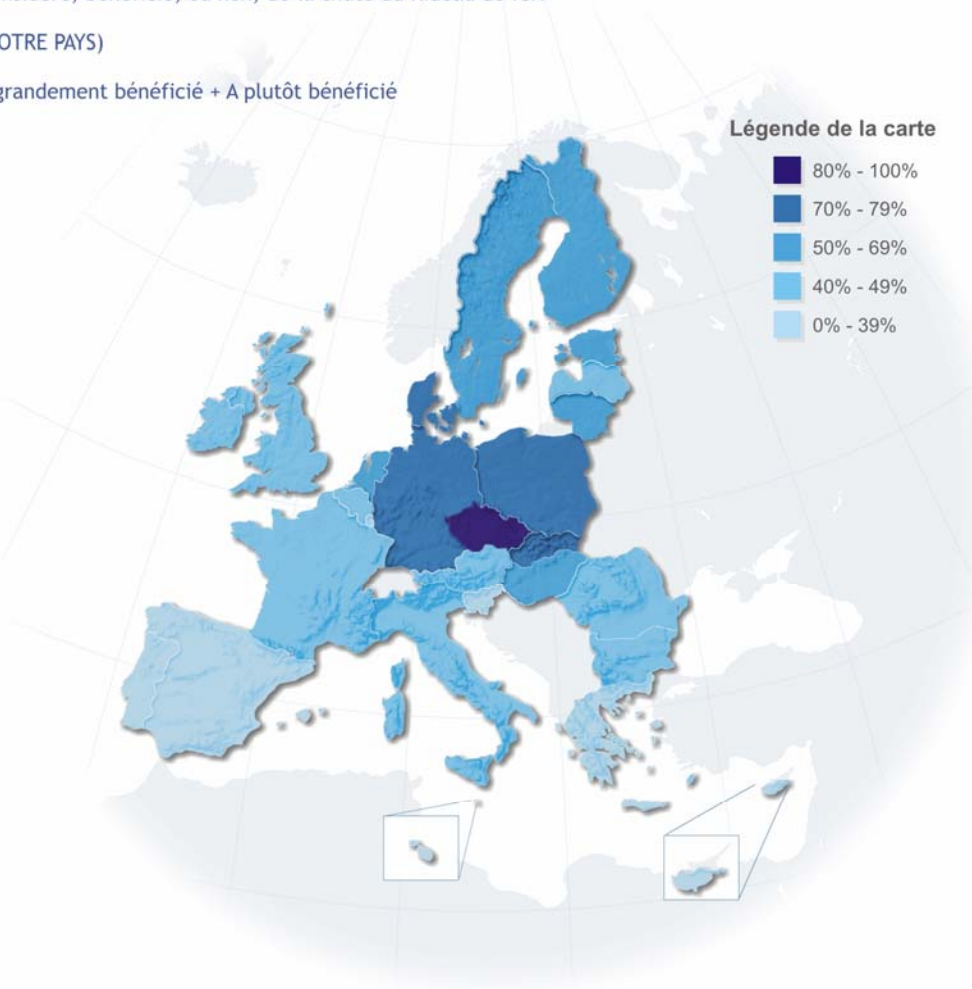 OTRE PAYS)
grandement bénéficié + A plutôt bénéficié
Légende de la carte
80% - 100%
70% - 79%
50% - 69%
40% - 49%
0% - 39%